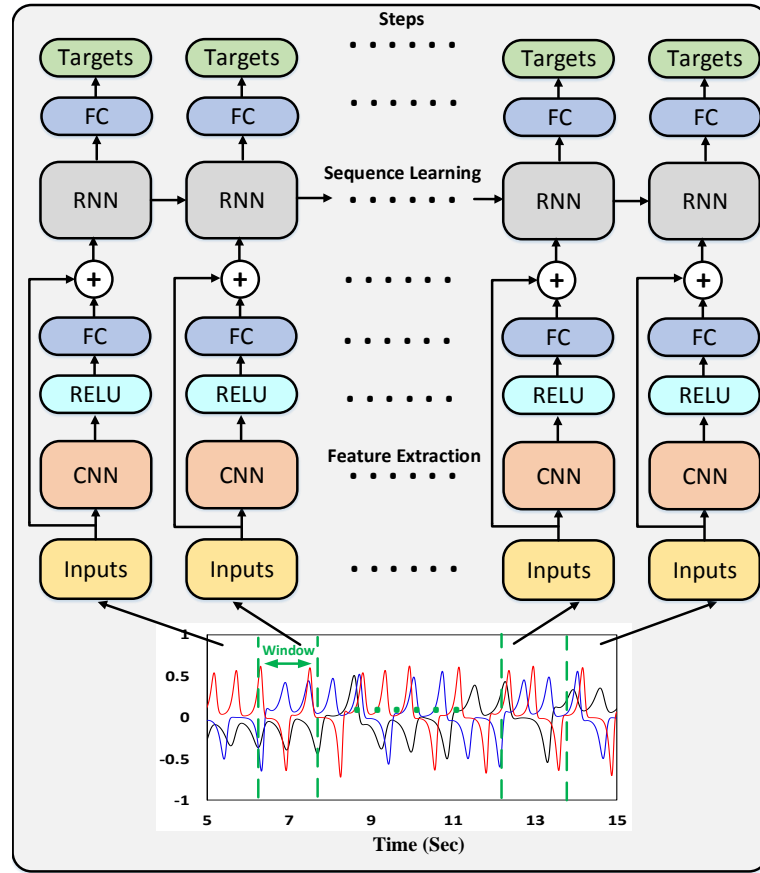 Steps
Targets Targets Targets Targets
FC FC FC FC
Sequence Learning
RNN RNN RNN RNN
+ + + +
FC FC FC FC
RELU RELU RELU RELU
Feature Extraction
CNN CNN CNN CNN
Inputs Inputs Inputs Inputs
1
Window
0.5
0
-0.5
-1
5 7 9 11 13 15
Time (Sec)